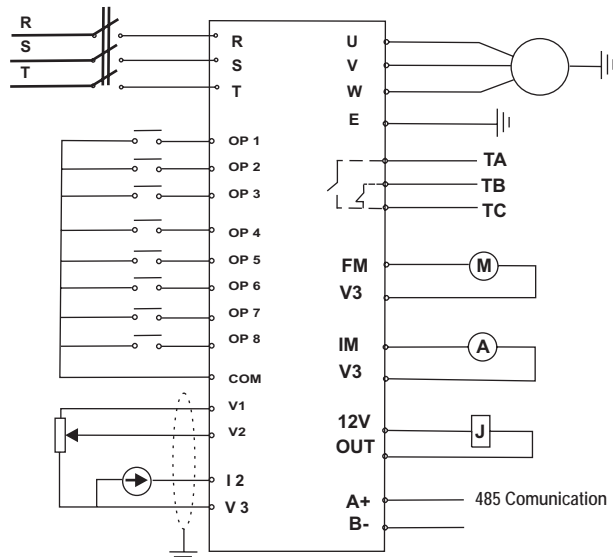 R
S
T
R
S
T
OP 1
OP 2
OP 3
OP 4
OP 5
OP 6
OP 7
OP 8
COM
V1
V2
I 2
V 3
U
V
W
E
TA
TB
TC
FM
M
V3
IM
A
V3
12V
J
OUT
A+
485 Comunication
B-